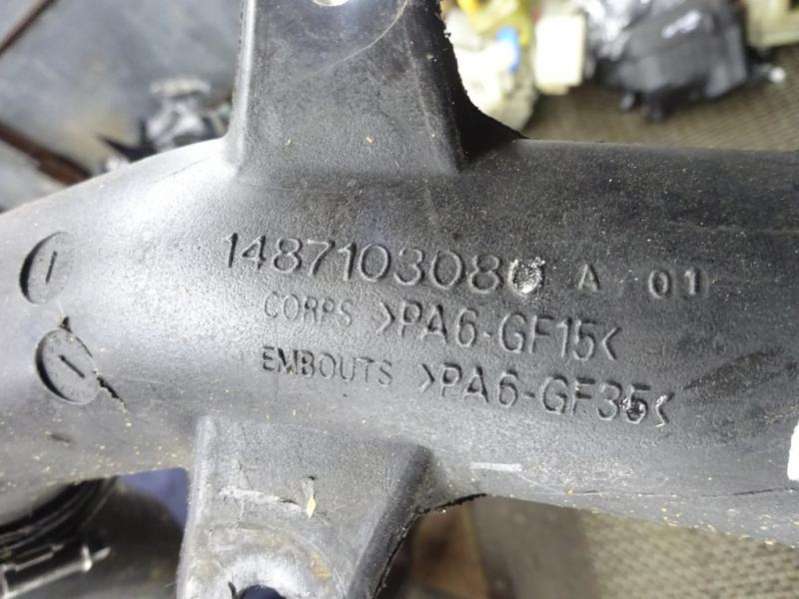 1487103080 A 01
CORPS >PA6-GF15<
EMBOUTS >PA6-GF35<